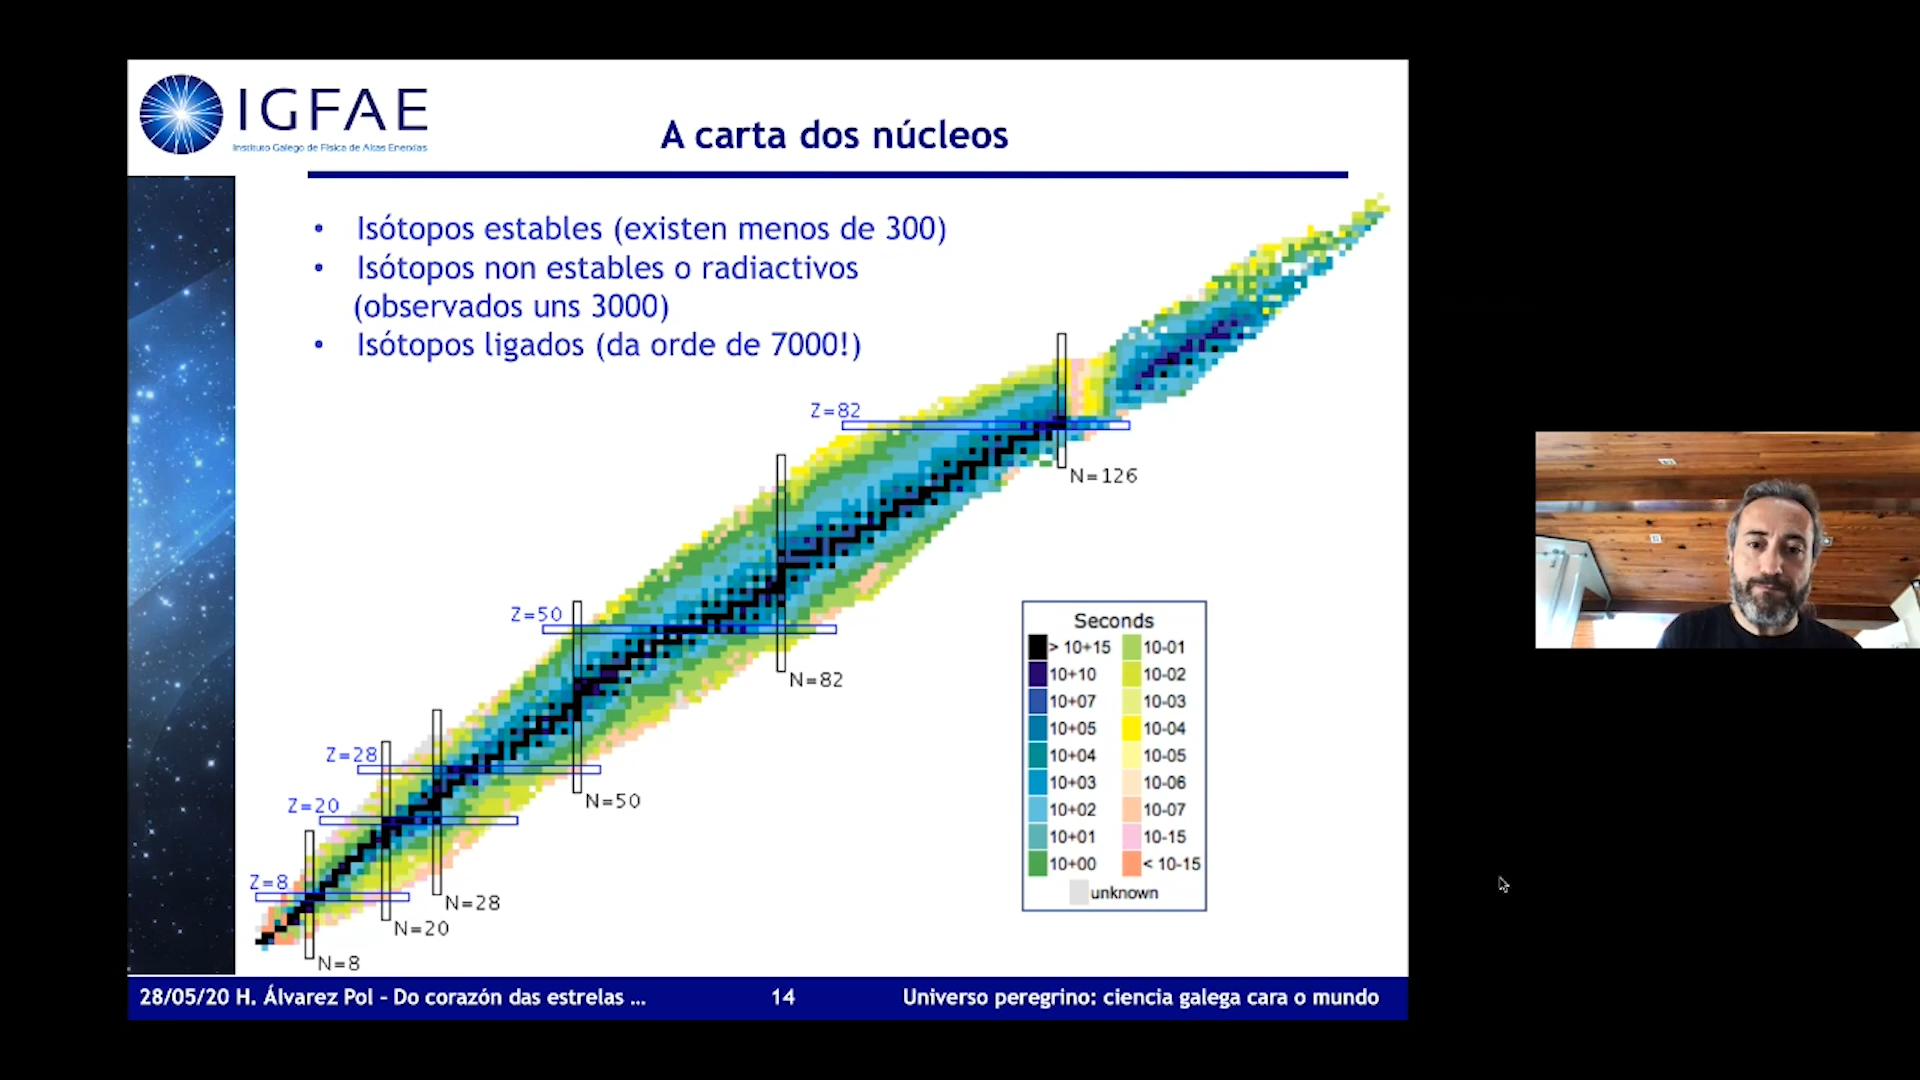 IGFAE
Instituto Galego de Física de Altas Enerxías
A carta dos núcleos
• Isótopos estables (existen menos de 300)
• Isótopos non estables o radiactivos
(observados uns 3000)
• Isótopos ligados (da orde de 7000!)
Z=82
N=126
Z=50
N=82
Z=28
N=50
Z=20
N=28
N=20
Z=8
N=8
Seconds
> 10+15 10-01
10+10 10-02
10+07 10-03
10+05 10-04
10+04 10-05
10+03 10-06
10+02 10-07
10+01 10-15
10+00 < 10-15
unknown
28/05/20 H. Álvarez Pol - Do corazón das estrelas ... 14 Universo peregrino: ciencia galega cara o mundo